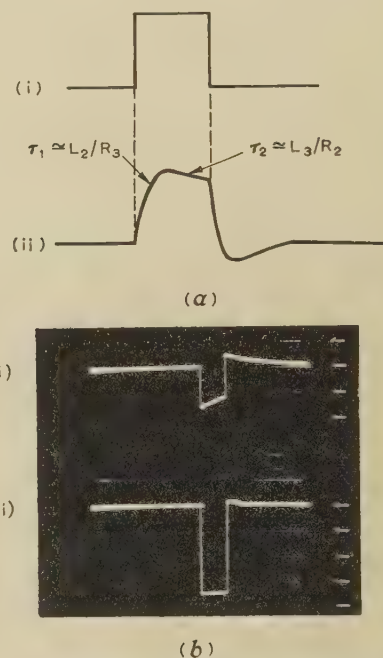 (i)
τ₁ ≃ L₂/R₃
τ₂ ≃ L₃/R₂
(ii)
(a)
i)
i)
(b)